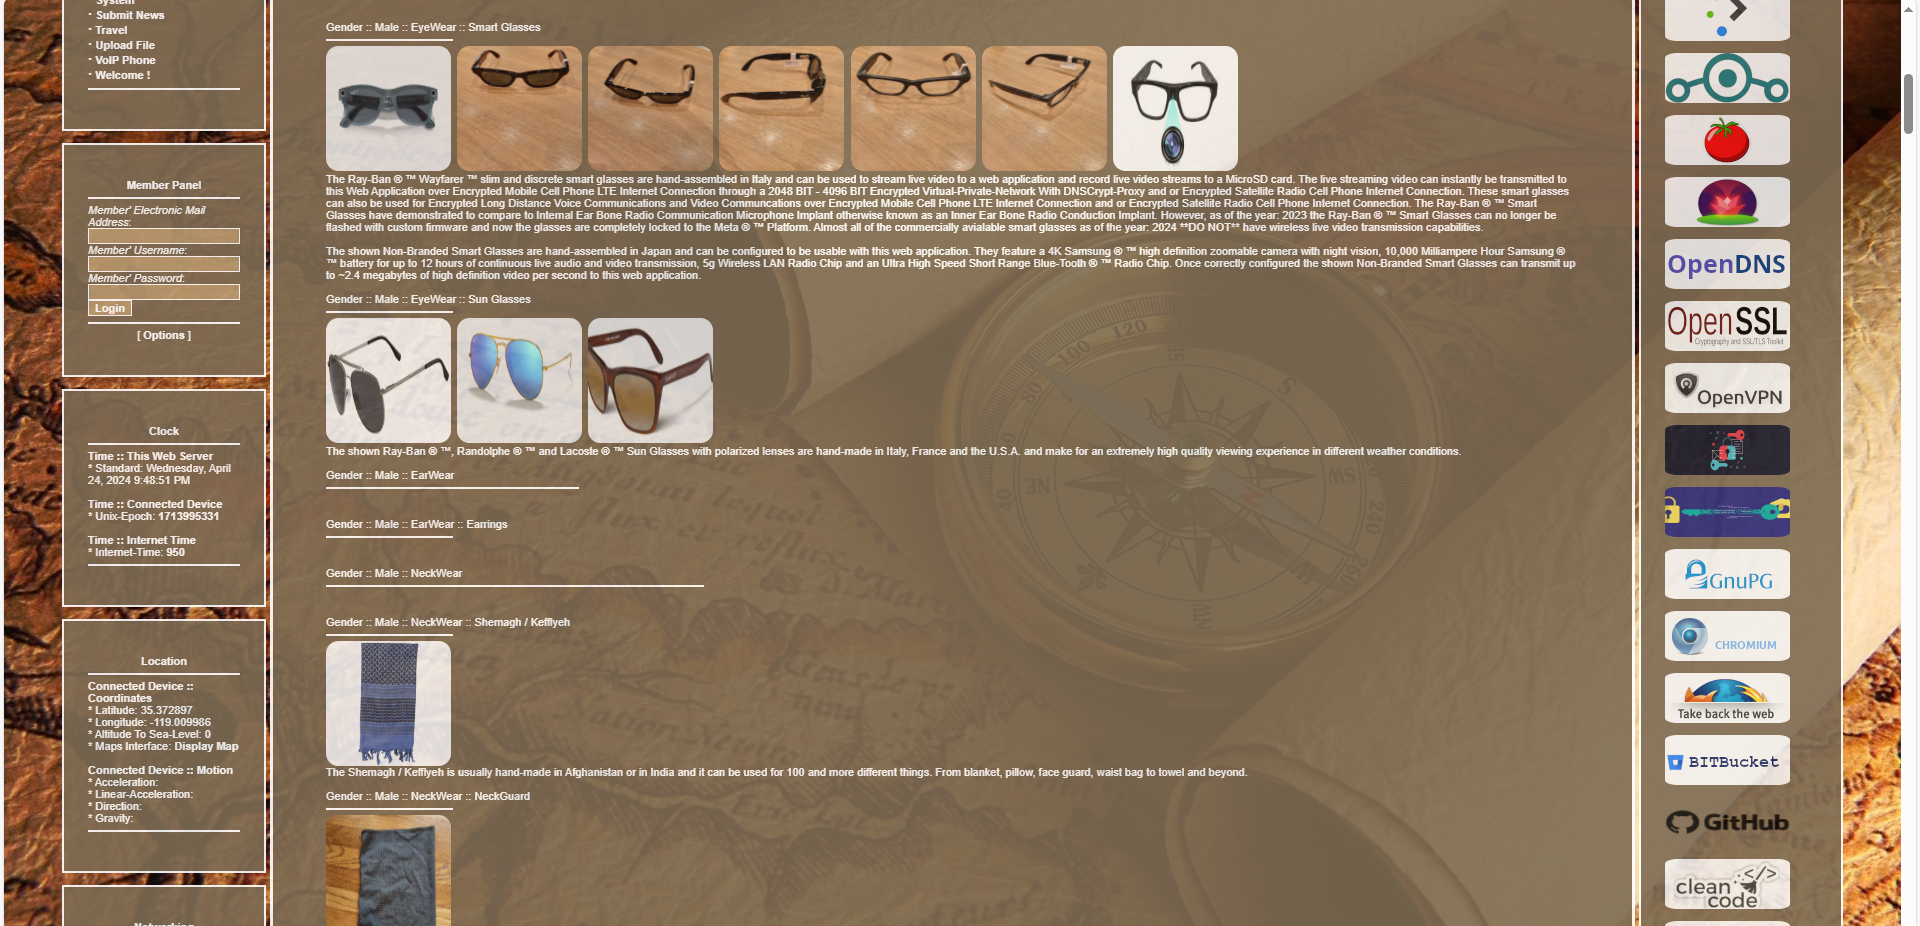 System
· Submit News
· Travel
· Upload File
· VoIP Phone
· Welcome !
Member Panel
Member' Electronic Mail
Address:
Member' Username:
Member' Password:
Login
[ Options ]
Clock
Time :: This Web Server
* Standard: Wednesday, April
24, 2024 9:48:51 PM
Time :: Connected Device
* Unix-Epoch: 1713995331
Time :: Internet Time
* Internet-Time: 950
Location
Connected Device ::
Coordinates
* Latitude: 35.372897
* Longitude: -119.009986
* Altitude To Sea-Level: 0
* Maps Interface: Display Map
Connected Device :: Motion
* Acceleration:
* Linear-Acceleration:
* Direction:
* Gravity:
Networking
Gender :: Male :: EyeWear :: Smart Glasses
The Ray-Ban ® ™ Wayfarer ™ slim and discrete smart glasses are hand-assembled in Italy and can be used to stream live video to a web application and record live video streams to a MicroSD card. The live streaming video can instantly be transmitted to
this Web Application over Encrypted Mobile Cell Phone LTE Internet Connection through a 2048 BIT - 4096 BIT Encrypted Virtual-Private-Network With DNSCrypt-Proxy and or Encrypted Satellite Radio Cell Phone Internet Connection. These smart glasses
can also be used for Encrypted Long Distance Voice Communications and Video Communcations over Encrypted Mobile Cell Phone LTE Internet Connection and or Encrypted Satellite Radio Cell Phone Internet Connection. The Ray-Ban ® ™ Smart
Glasses have demonstrated to compare to Internal Ear Bone Radio Communication Microphone Implant otherwise known as an Inner Ear Bone Radio Conduction Implant. However, as of the year: 2023 the Ray-Ban ® ™ Smart Glasses can no longer be
flashed with custom firmware and now the glasses are completely locked to the Meta ® ™ Platform. Almost all of the commercially avialable smart glasses as of the year: 2024 **DO NOT** have wireless live video transmission capabilities.
The shown Non-Branded Smart Glasses are hand-assembled in Japan and can be configured to be usable with this web application. They feature a 4K Samsung ® ™ high definition zoomable camera with night vision, 10,000 Milliampere Hour Samsung ®
™ battery for up to 12 hours of continuous live audio and video transmission, 5g Wireless LAN Radio Chip and an Ultra High Speed Short Range Blue-Tooth ® ™ Radio Chip. Once correctly configured the shown Non-Branded Smart Glasses can transmit up
to ~2.4 megabytes of high definition video per second to this web application.
Gender :: Male :: EyeWear :: Sun Glasses
The shown Ray-Ban ® ™, Randolphe ® ™ and Lacoste ® ™ Sun Glasses with polarized lenses are hand-made in Italy, France and the U.S.A. and make for an extremely high quality viewing experience in different weather conditions.
Gender :: Male :: EarWear
Gender :: Male :: EarWear :: Earrings
Gender :: Male :: NeckWear
Gender :: Male :: NeckWear :: Shemagh / Keffiyeh
The Shemagh / Keffiyeh is usually hand-made in Afghanistan or in India and it can be used for 100 and more different things. From blanket, pillow, face guard, waist bag to towel and beyond.
Gender :: Male :: NeckWear :: NeckGuard
OpenDNS
OpenSSL
Cryptography and SSL/TLS Toolkit
OpenVPN
GnuPG
CHROMIUM
Take back the web
BITBucket
GitHub
clean
code